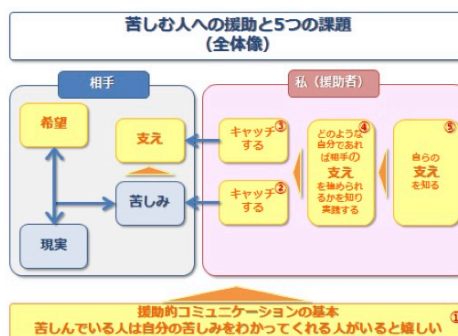 苦しむ人への援助と5つの課題
(全体像)
相手
私（援助者）
希望
支え
苦しみ
現実
キャッチ③
する
キャッチ②
する
④
どのような
自分であれ
ば相手の
支え
を強められ
るかを知り
実践する
⑤
自らの
支え
を知る
援助的コミュニケーションの基本 ①
苦しんでいる人は自分の苦しみをわかってくれる人がいると嬉しい